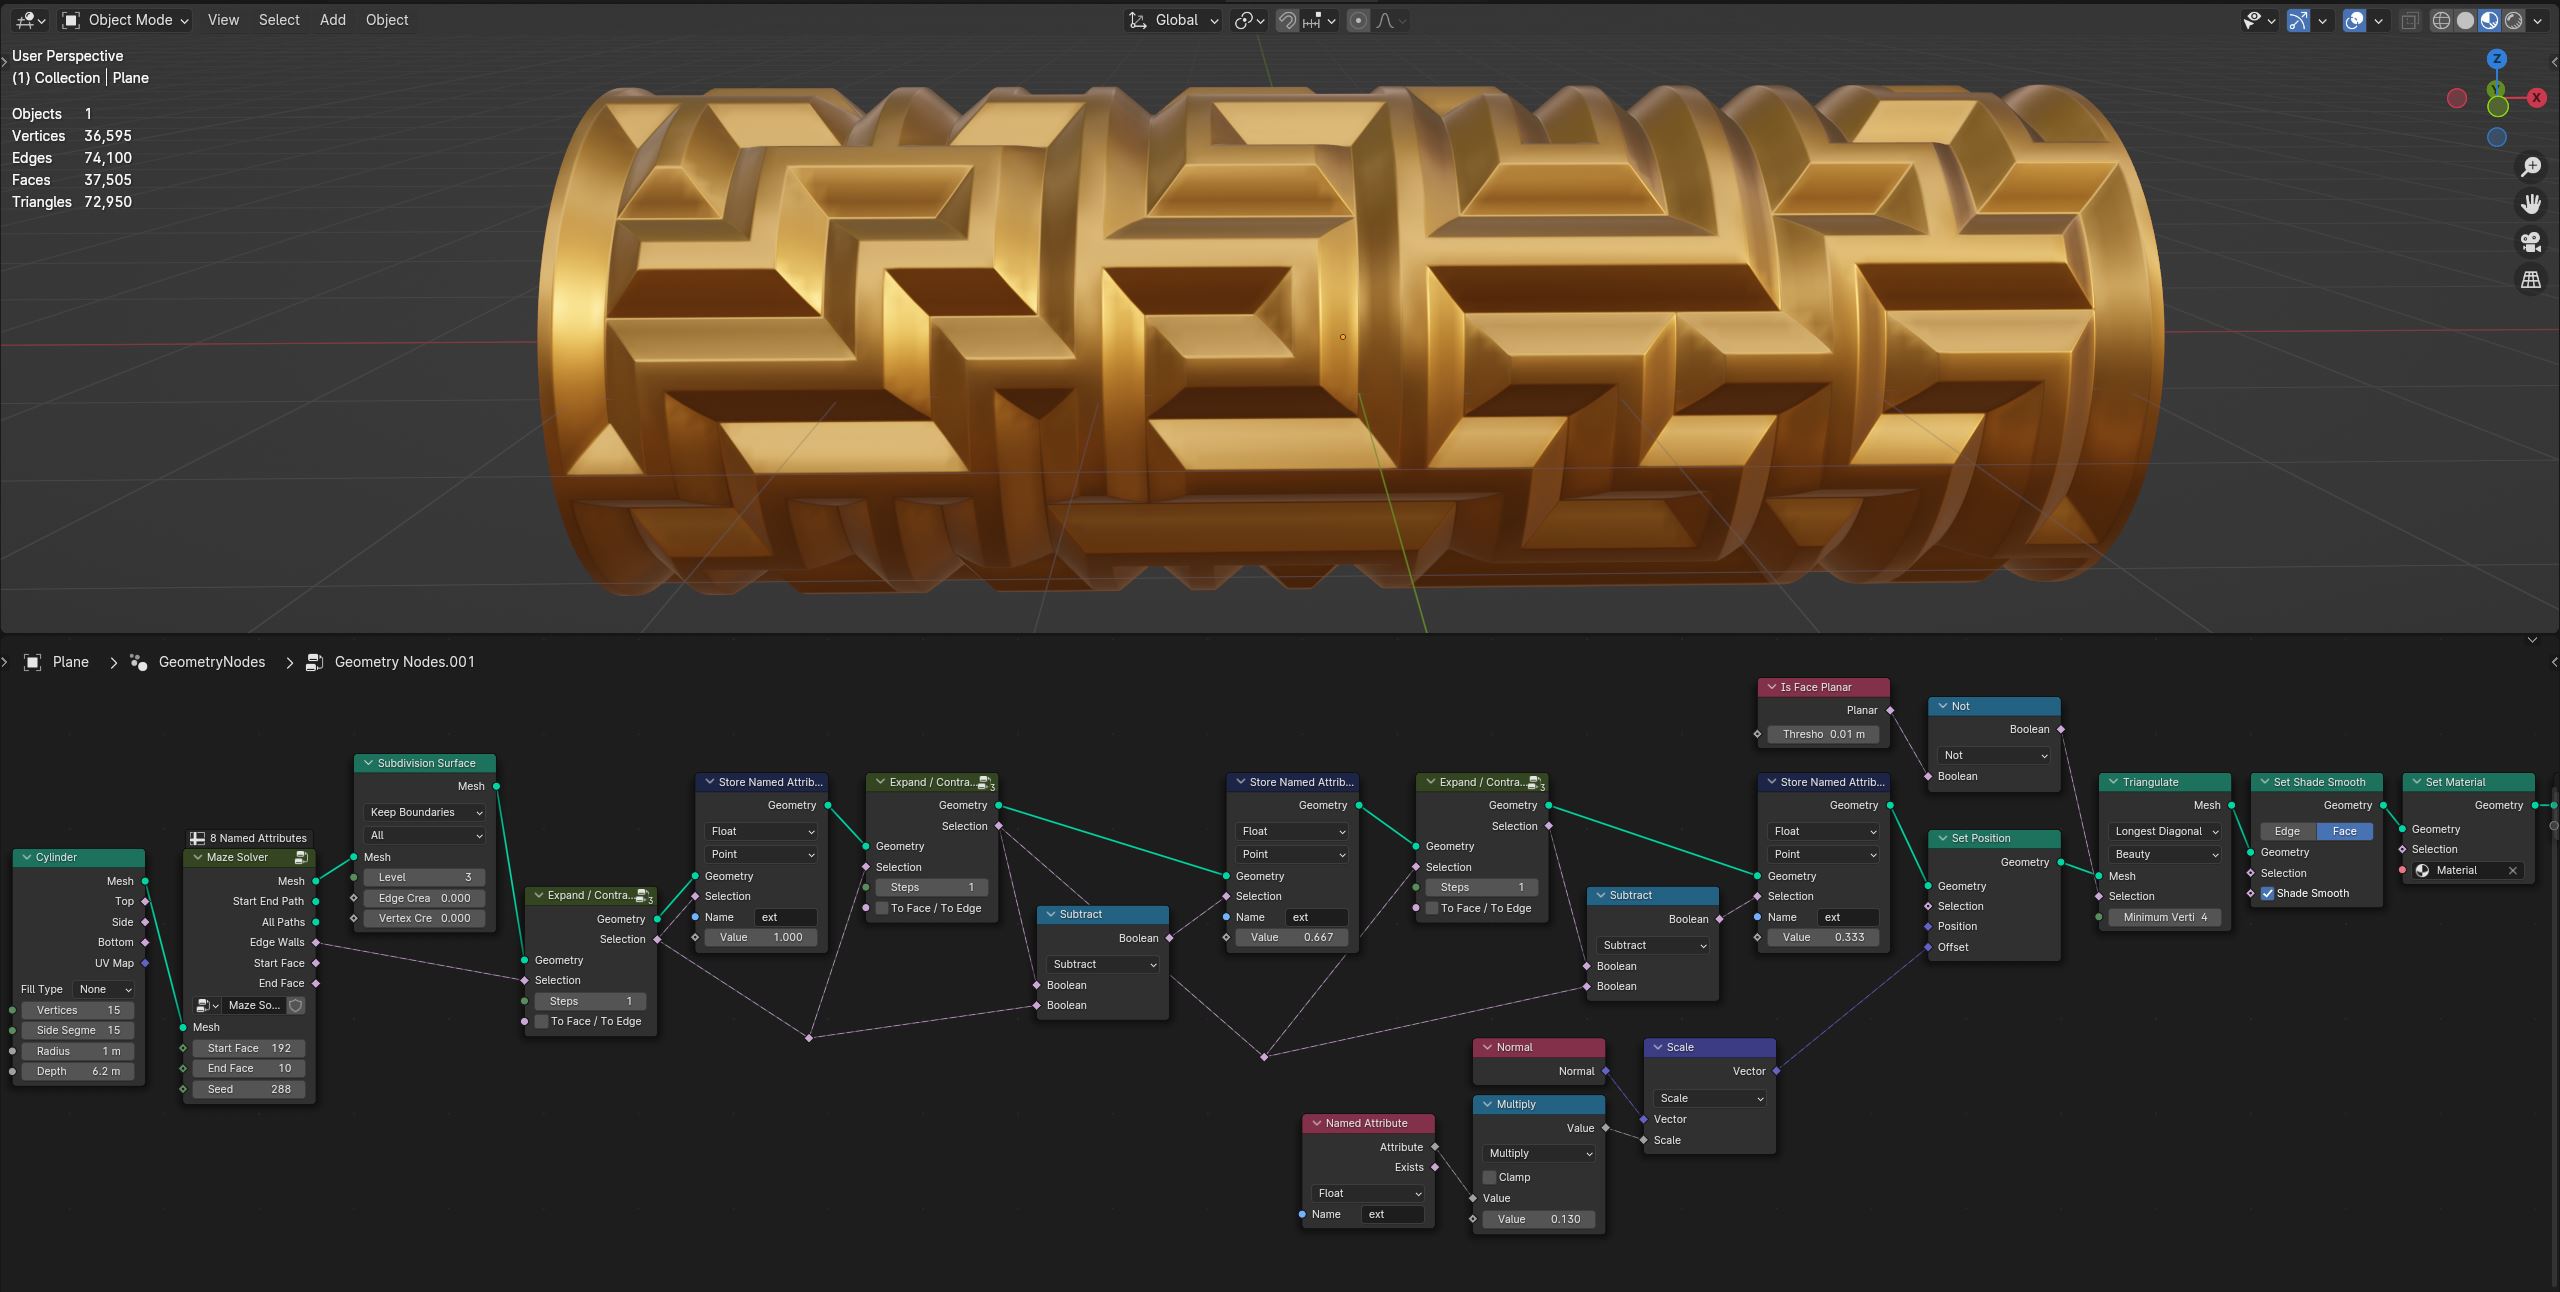 Object Mode View Select Add Object Global
User Perspective
(1) Collection | Plane
Objects 1
Vertices 36,595
Edges 74,100
Faces 37,505
Triangles 72,950
Z
Y
X
Plane > GeometryNodes > Geometry Nodes.001
Cylinder
Mesh
Top
Side
Bottom
UV Map
Fill Type None
Vertices 15
Side Segme 15
Radius 1 m
Depth 6.2 m
8 Named Attributes
Maze Solver
Mesh
Start End Path
All Paths
Edge Walls
Start Face
End Face
Maze So...
Mesh
Start Face 192
End Face 10
Seed 288
Subdivision Surface
Mesh
Keep Boundaries
All
Mesh
Level 3
Edge Crea 0.000
Vertex Cre 0.000
Expand / Contra... 3
Geometry
Selection
Geometry
Selection
Steps 1
To Face / To Edge
Store Named Attrib...
Geometry
Float
Point
Geometry
Selection
Name ext
Value 1.000
Expand / Contra... 3
Geometry
Selection
Geometry
Selection
Steps 1
To Face / To Edge
Subtract
Boolean
Subtract
Boolean
Boolean
Store Named Attrib...
Geometry
Float
Point
Geometry
Selection
Name ext
Value 0.667
Expand / Contra... 3
Geometry
Selection
Geometry
Selection
Steps 1
To Face / To Edge
Subtract
Boolean
Subtract
Boolean
Boolean
Named Attribute
Attribute
Exists
Float
Name ext
Normal
Normal
Multiply
Value
Multiply
Clamp
Value
Value 0.130
Scale
Vector
Scale
Vector
Scale
Is Face Planar
Planar
Thresho 0.01 m
Store Named Attrib...
Geometry
Float
Point
Geometry
Selection
Name ext
Value 0.333
Not
Boolean
Not
Boolean
Set Position
Geometry
Geometry
Selection
Position
Offset
Triangulate
Mesh
Longest Diagonal
Beauty
Mesh
Selection
Minimum Verti 4
Set Shade Smooth
Geometry
Edge Face
Geometry
Selection
Shade Smooth
Set Material
Geometry
Geometry
Selection
Material